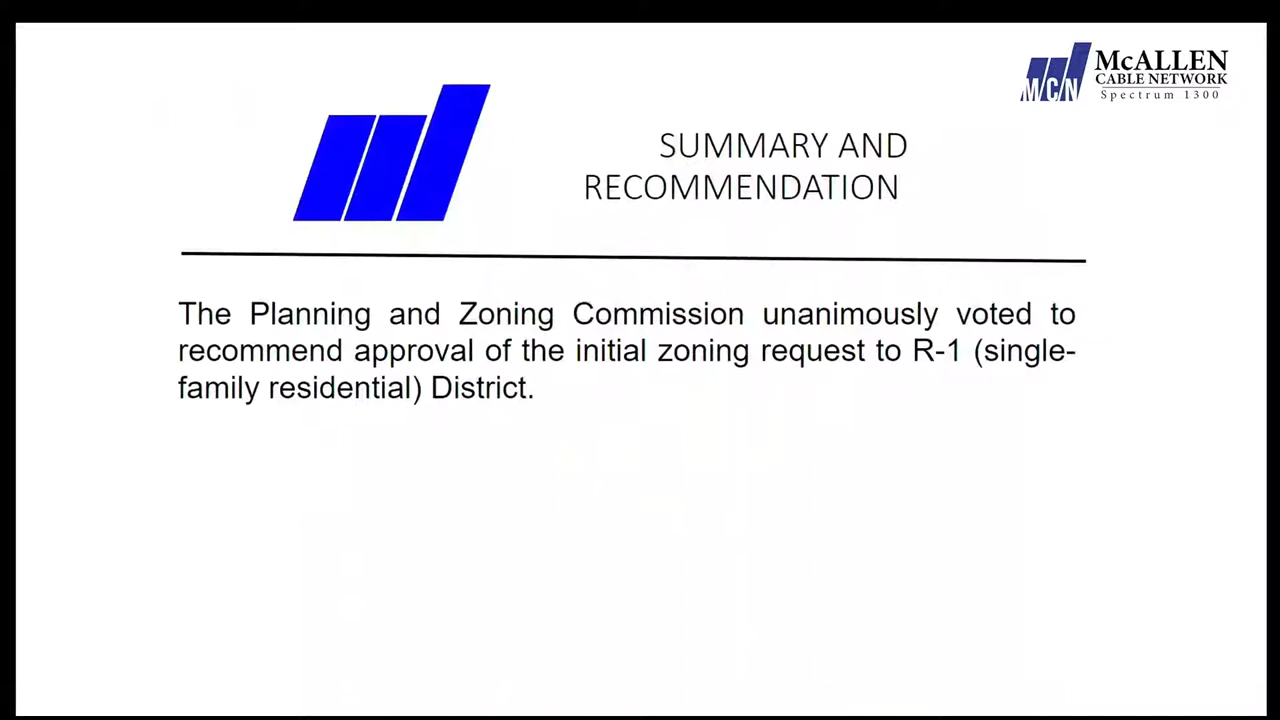 McALLEN
CABLE NETWORK
MCN
Spectrum 1300
SUMMARY AND
RECOMMENDATION
The Planning and Zoning Commission unanimously voted to
recommend approval of the initial zoning request to R-1 (single-
family residential) District.